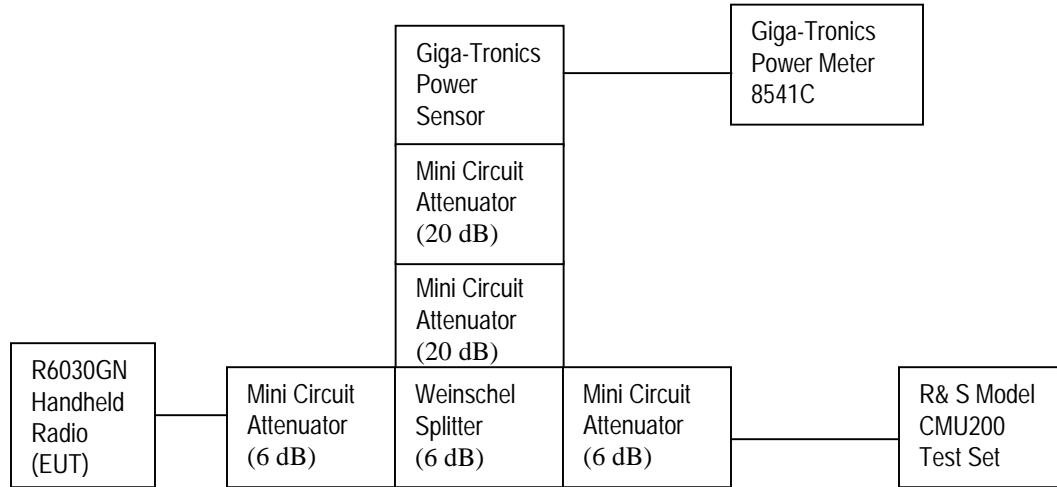 Giga-Tronics
Power
Sensor
Giga-Tronics
Power Meter
8541C
Mini Circuit
Attenuator
(20 dB)
Mini Circuit
Attenuator
(20 dB)
R6030GN
Handheld
Radio
(EUT)
Mini Circuit
Attenuator
(6 dB)
Weinschel
Splitter
(6 dB)
Mini Circuit
Attenuator
(6 dB)
R& S Model
CMU200
Test Set